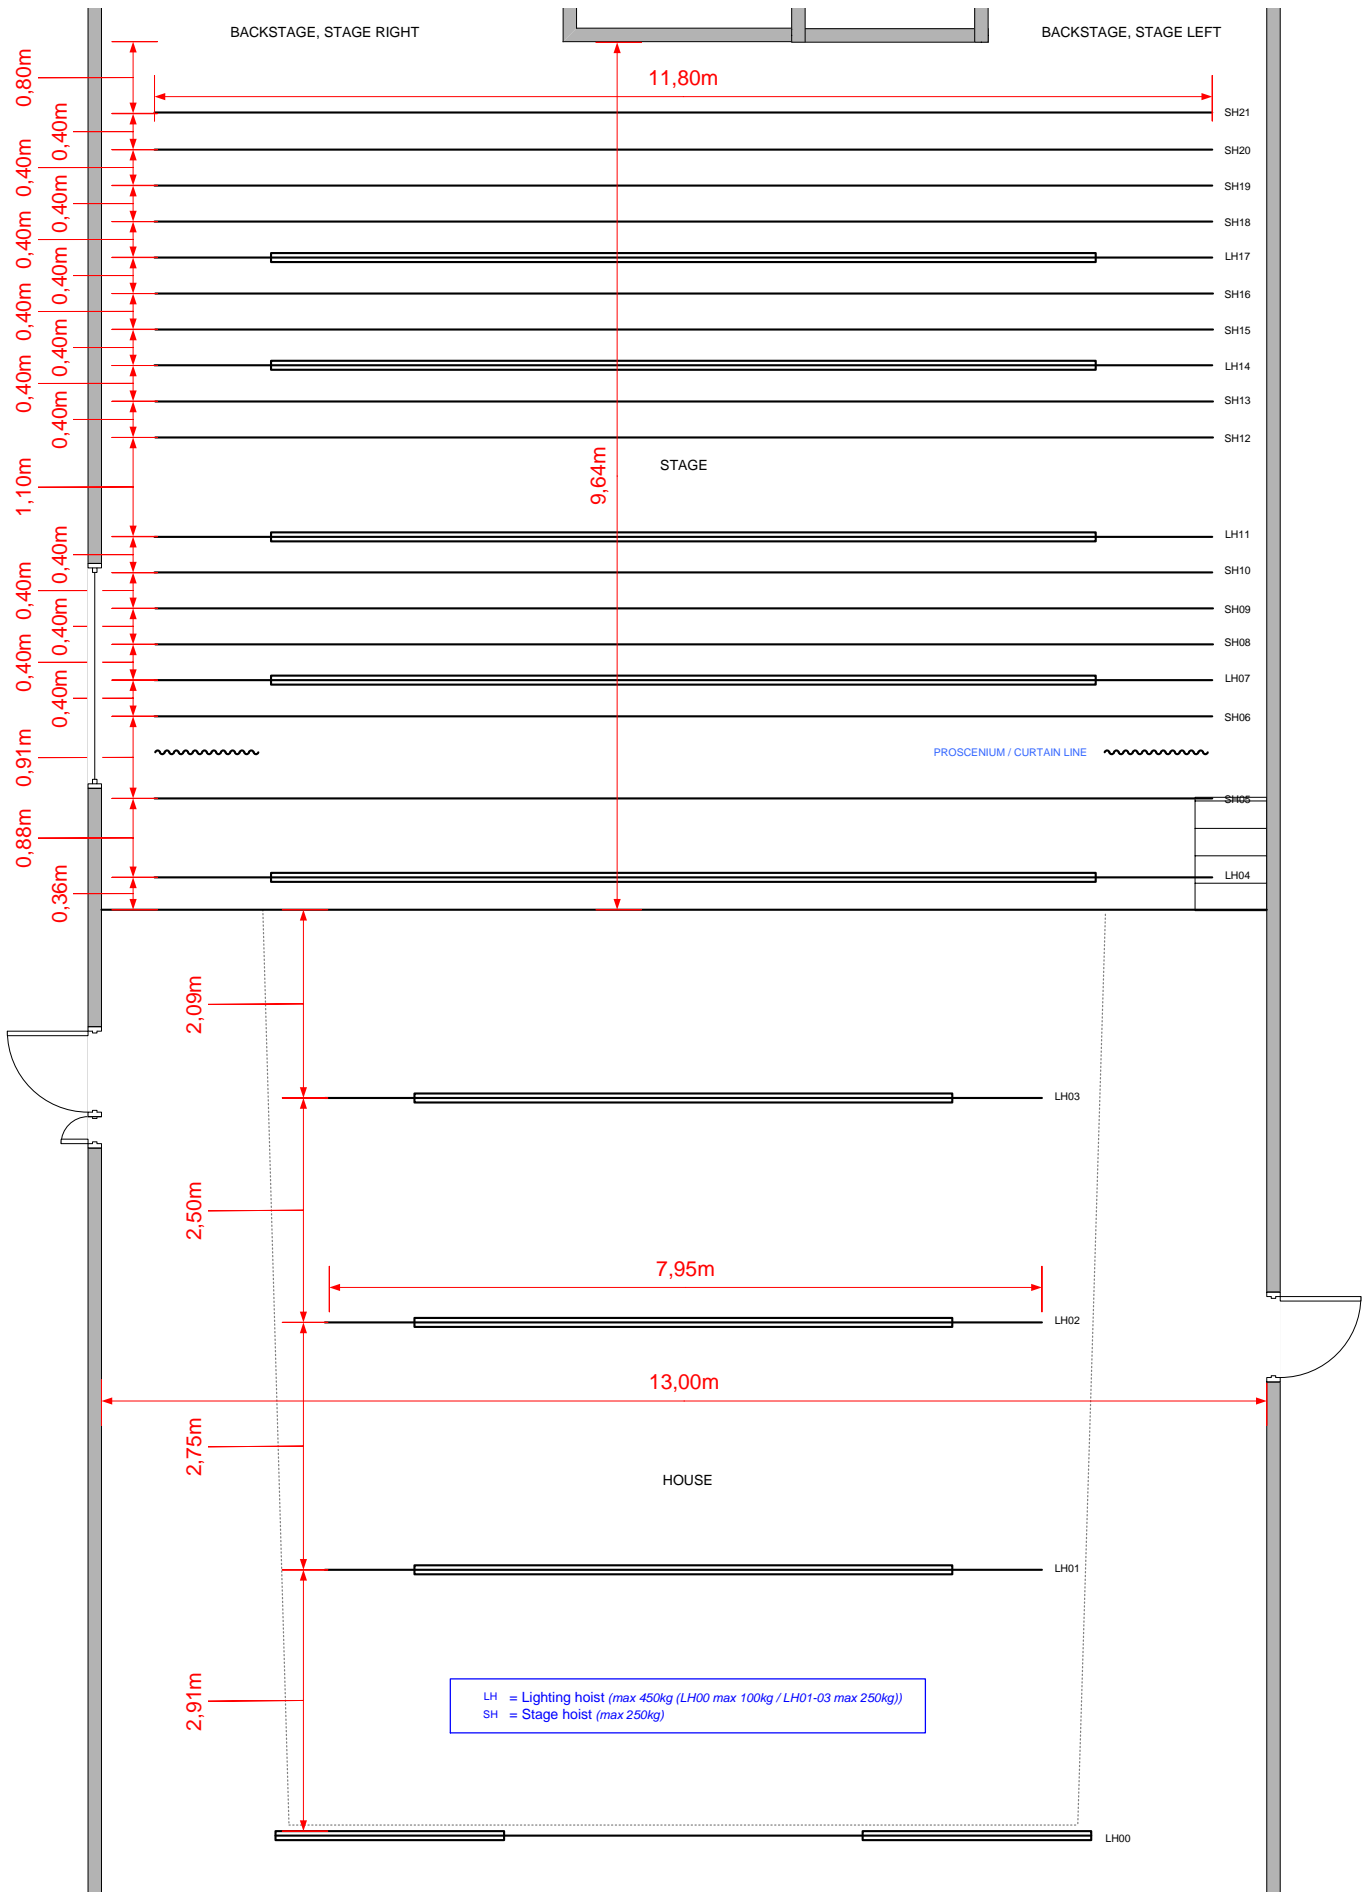 BACKSTAGE, STAGE RIGHT
BACKSTAGE, STAGE LEFT
0,80m
11,80m
SH21
0,40m
SH20
0,40m
SH19
0,40m
SH18
0,40m
LH17
0,40m
SH16
0,40m
SH15
0,40m
LH14
0,40m
SH13
0,40m
SH12
STAGE
9,64m
1,10m
LH11
0,40m
SH10
0,40m
SH09
0,40m
SH08
0,40m
LH07
0,40m
SH06
0,91m
PROSCENIUM / CURTAIN LINE
SH05
0,88m
LH04
0,36m
2,09m
LH03
2,50m
7,95m
LH02
13,00m
2,75m
HOUSE
LH01
2,91m
LH = Lighting hoist (max 450kg (LH00 max 100kg / LH01-03 max 250kg))
SH = Stage hoist (max 250kg)
LH00